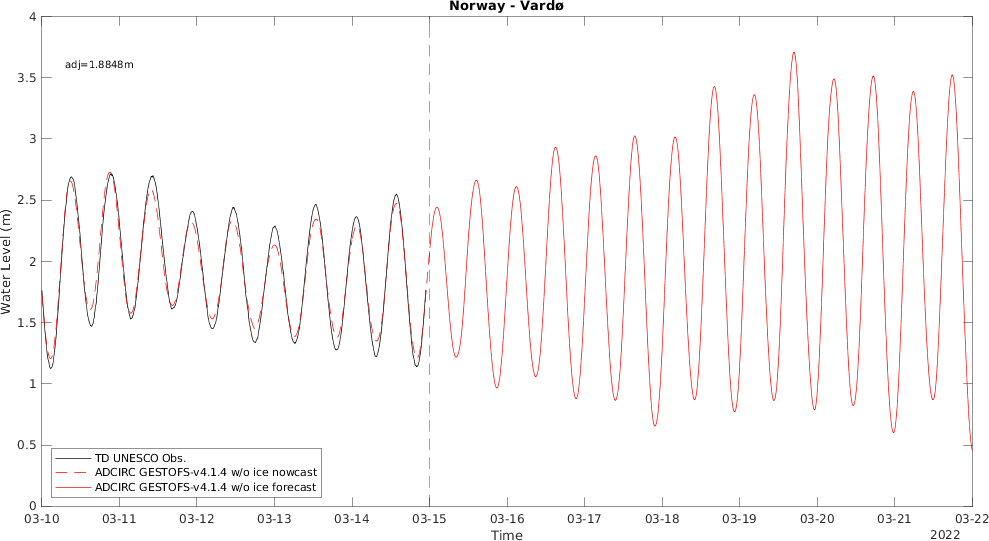 Norway - Vardø
4
adj=1.8848m
3.5
3
2.5
2
1.5
1
0.5
0
Water Level (m)
TD UNESCO Obs.
ADCIRC GESTOFS-v4.1.4 w/o ice nowcast
ADCIRC GESTOFS-v4.1.4 w/o ice forecast
03-10 03-11 03-12 03-13 03-14 03-15 03-16 03-17 03-18 03-19 03-20 03-21 03-22
Time
2022